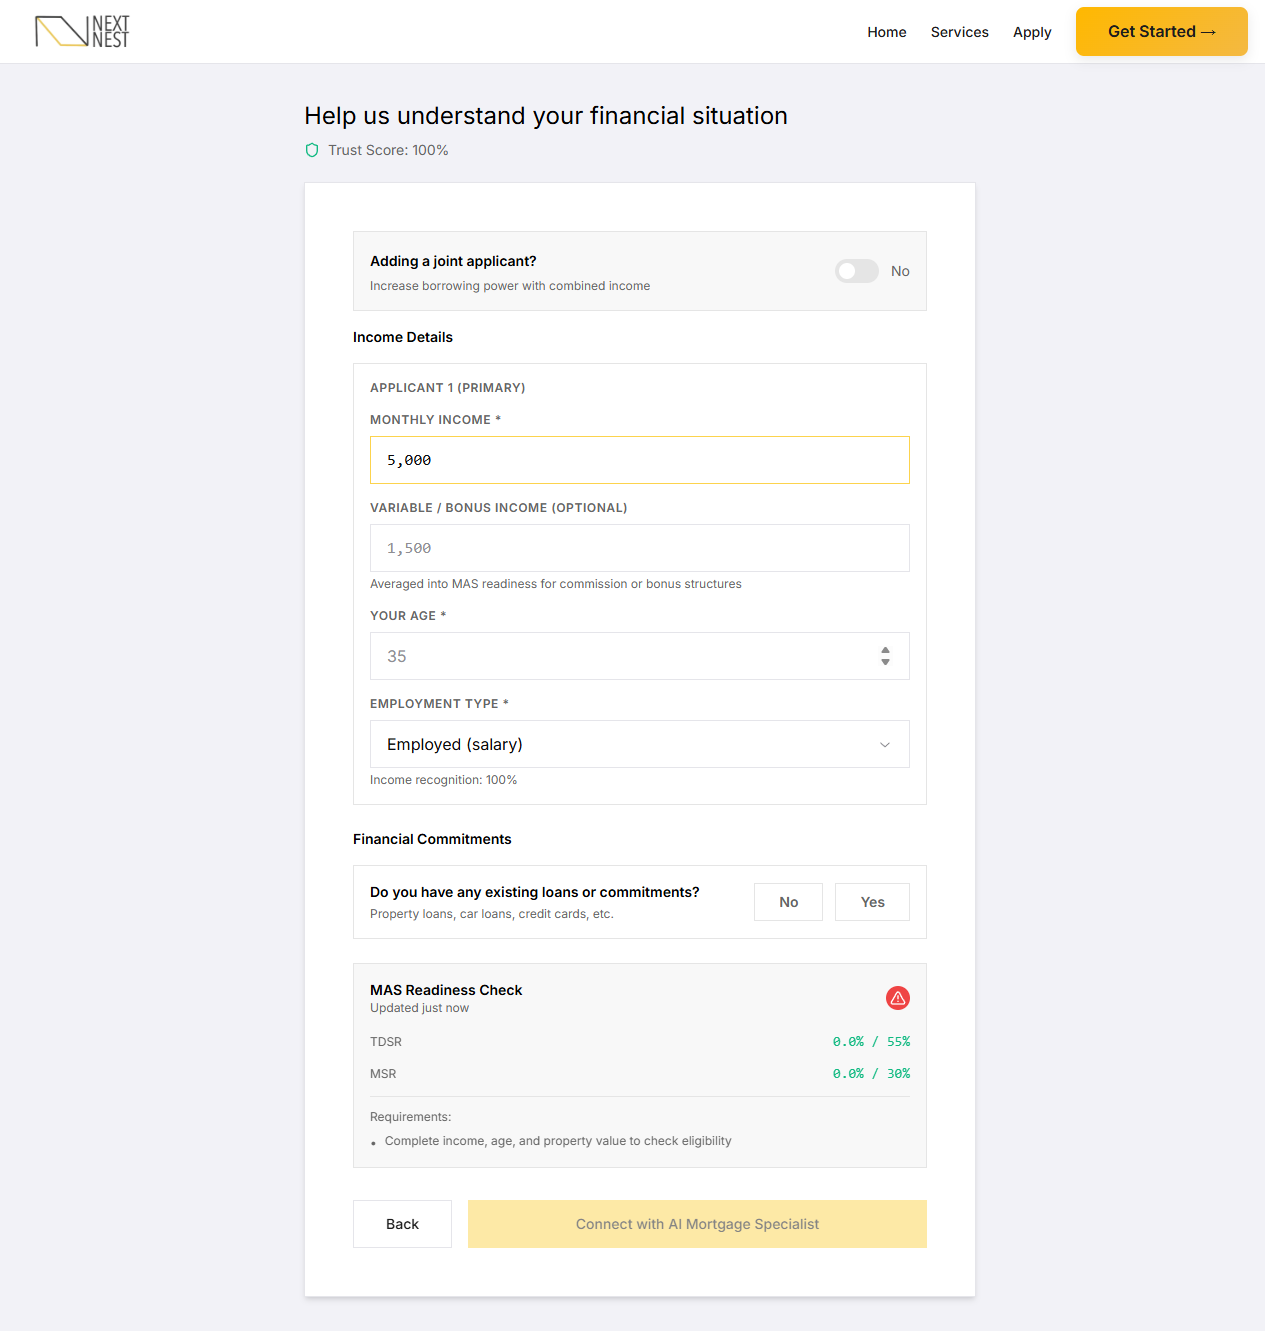 NEXT
NEST
Home
Services
Apply
Get Started →
Help us understand your financial situation
Trust Score: 100%
Adding a joint applicant?
Increase borrowing power with combined income
No
Income Details
APPLICANT 1 (PRIMARY)
MONTHLY INCOME *
5,000
VARIABLE / BONUS INCOME (OPTIONAL)
1,500
Averaged into MAS readiness for commission or bonus structures
YOUR AGE *
35
EMPLOYMENT TYPE *
Employed (salary)
Income recognition: 100%
Financial Commitments
Do you have any existing loans or commitments?
Property loans, car loans, credit cards, etc.
No
Yes
MAS Readiness Check
Updated just now
TDSR 0.0% / 55%
MSR 0.0% / 30%
Requirements:
• Complete income, age, and property value to check eligibility
Back
Connect with AI Mortgage Specialist